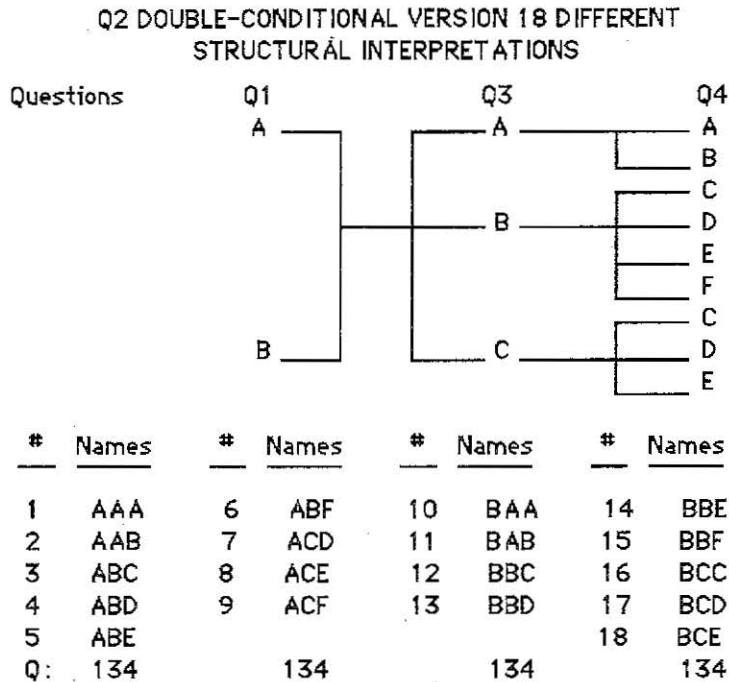 Q2 DOUBLE-CONDITIONAL VERSION 18 DIFFERENT
STRUCTURAL INTERPRETATIONS
Questions Q1 Q3 Q4
A A A
B
C
B D
E
F
C
B C D
E
# Names # Names # Names # Names
1 AAA 6 ABF 10 BAA 14 BBE
2 AAB 7 ACD 11 BAB 15 BBF
3 ABC 8 ACE 12 BBC 16 BCC
4 ABD 9 ACF 13 BBD 17 BCD
5 ABE 18 BCE
Q: 134 134 134 134